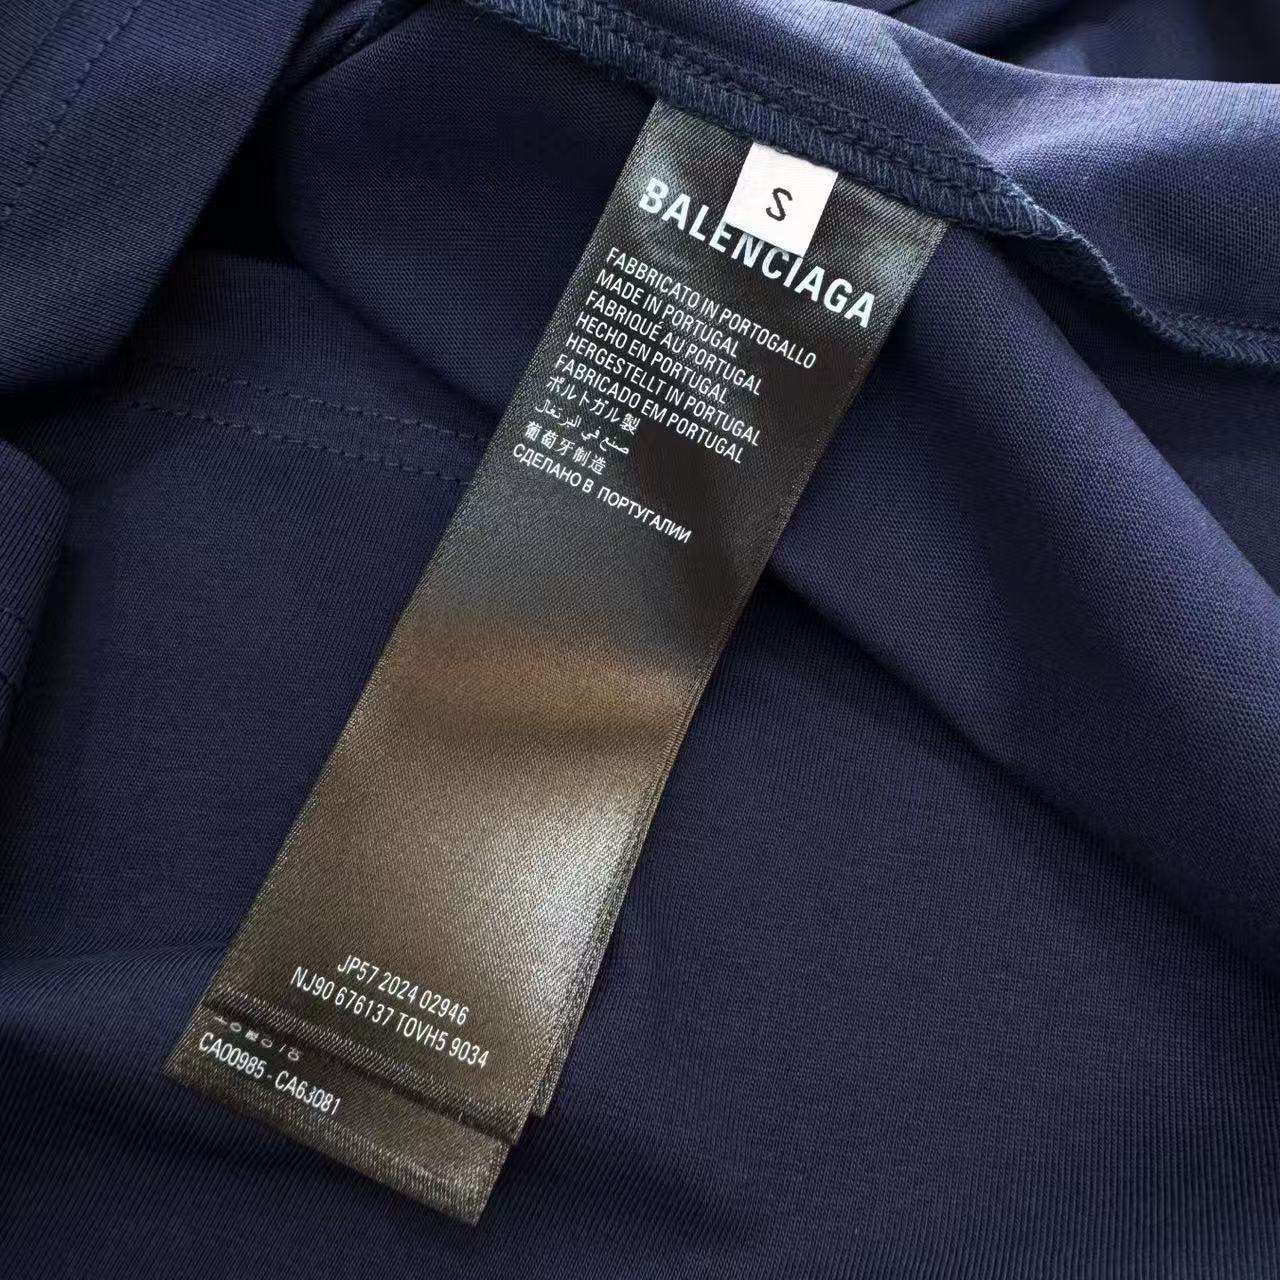 S
BALENCIAGA
FABBRICATO IN PORTOGALLO
MADE IN PORTUGAL
FABRIQUÉ AU PORTUGAL
HECHO EN PORTUGAL
HERGESTELLT IN PORTUGAL
FABRICADO EM PORTUGAL
ポルトガル製
صنع في البرتغال
葡萄牙制造
СДЕЛАНО В ПОРТУГАЛИИ
JP57 2024 02946
NJ90 676137 TOVH5 9034
CA00985 - CA63081